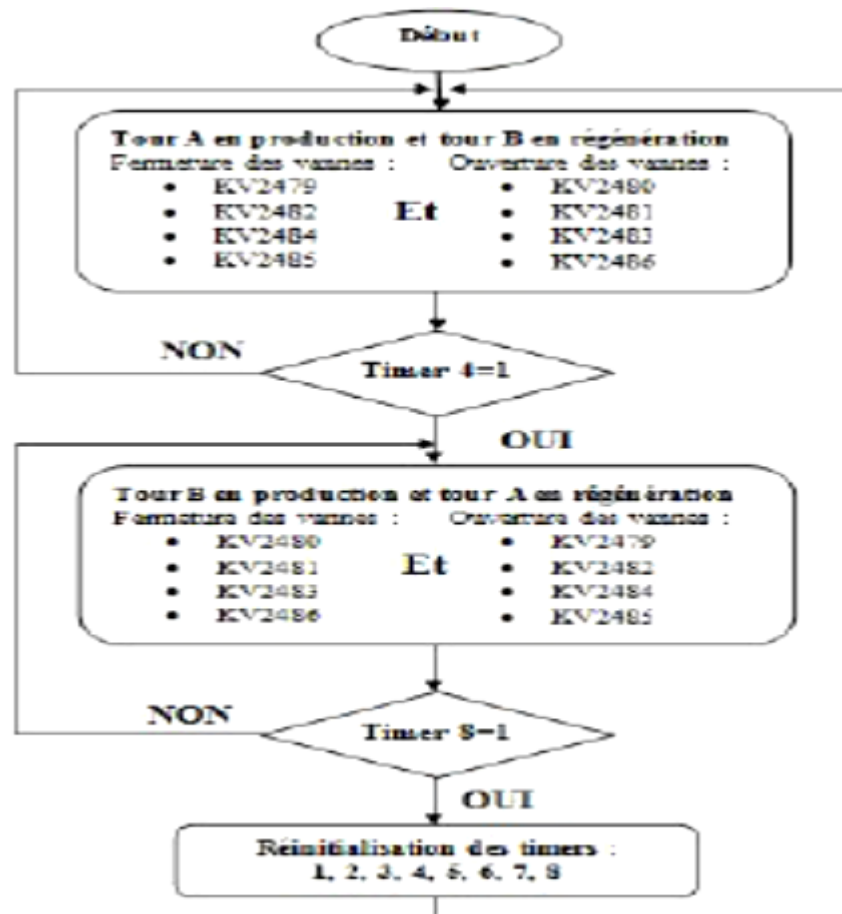 Début
Tour A en production et tour B en régénération
Fermeture des vannes : Ouverture des vannes :
• KV2479 • KV2480
• KV2482 Et • KV2481
• KV2484 • KV2483
• KV2485 • KV2486
NON
Timer 4=1
OUI
Tour B en production et tour A en régénération
Fermeture des vannes : Ouverture des vannes :
• KV2480 • KV2479
• KV2481 Et • KV2482
• KV2483 • KV2484
• KV2486 • KV2485
NON
Timer 8=1
OUI
Réinitialisation des timers :
1, 2, 3, 4, 5, 6, 7, 8